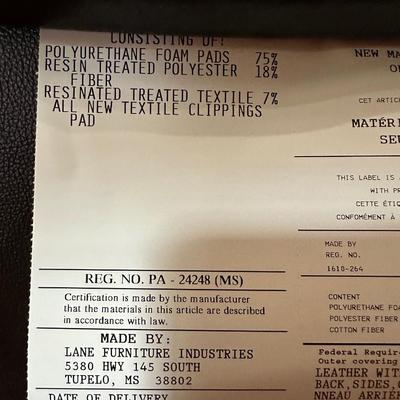 CONSISTING OF:
POLYURETHANE FOAM PADS 75%
RESIN TREATED POLYESTER 18%
FIBER
RESINATED TREATED TEXTILE 7%
ALL NEW TEXTILE CLIPPINGS
PAD
REG. NO. PA - 24248 (MS)
Certification is made by the manufacturer
that the materials in this article are described
in accordance with law.
MADE BY:
LANE FURNITURE INDUSTRIES
5380 HWY 145 SOUTH
TUPELO, MS 38802
DATE OF DELIVERY
NEW MA
CET ARTIC
MATÉRI
SEU
THIS LABEL IS
WITH PR
CETTE ÉTIQ
CONFOMÉMENT À
MADE BY
REG. NO.
1610-264
CONTENT
POLYURETHANE FOA
POLYESTER FIBER
COTTON FIBER
Federal Require
Outer covering
LEATHER WIT
BACK, SIDES, O
NNEAU ARRIÈR